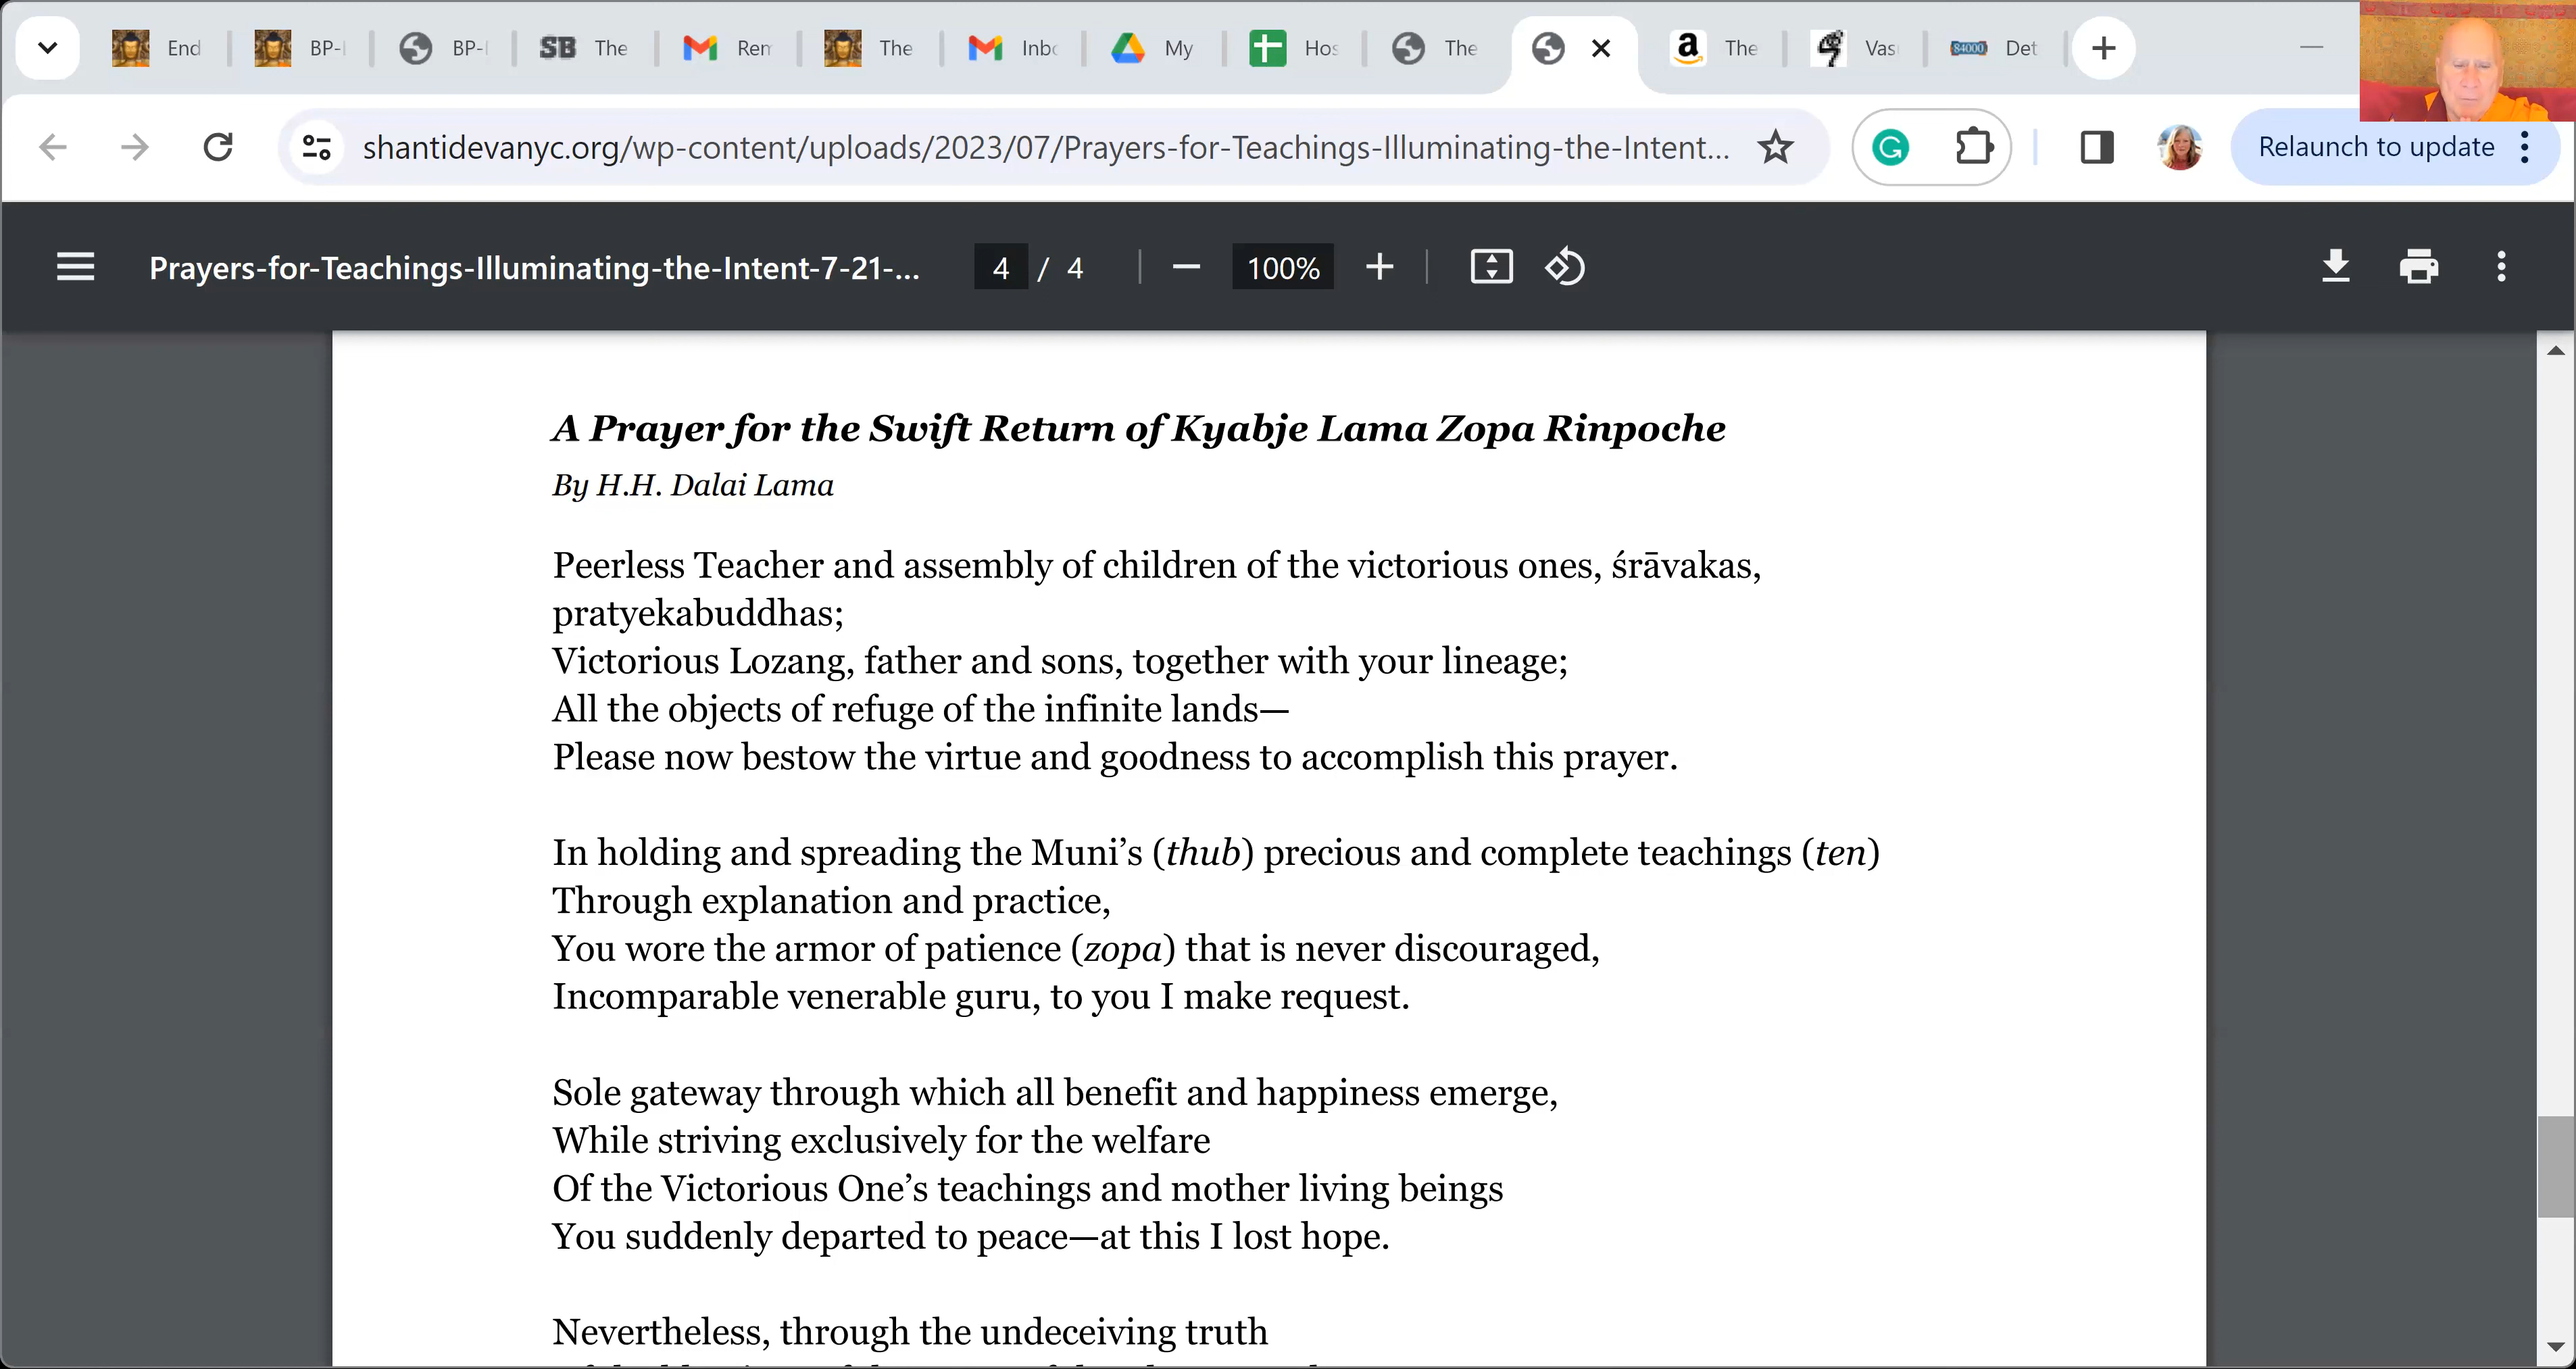 End
BP-
BP-
SB The
Ren
The
Inbc
My
Hos
The
The
Vas
84000 Det
shantidevanyc.org/wp-content/uploads/2023/07/Prayers-for-Teachings-Illuminating-the-Intent...
Relaunch to update
Prayers-for-Teachings-Illuminating-the-Intent-7-21-...
4 / 4
100%
A Prayer for the Swift Return of Kyabje Lama Zopa Rinpoche
By H.H. Dalai Lama
Peerless Teacher and assembly of children of the victorious ones, śrāvakas,
pratyekabuddhas;
Victorious Lozang, father and sons, together with your lineage;
All the objects of refuge of the infinite lands—
Please now bestow the virtue and goodness to accomplish this prayer.
In holding and spreading the Muni’s (thub) precious and complete teachings (ten)
Through explanation and practice,
You wore the armor of patience (zopa) that is never discouraged,
Incomparable venerable guru, to you I make request.
Sole gateway through which all benefit and happiness emerge,
While striving exclusively for the welfare
Of the Victorious One’s teachings and mother living beings
You suddenly departed to peace—at this I lost hope.
Nevertheless, through the undeceiving truth